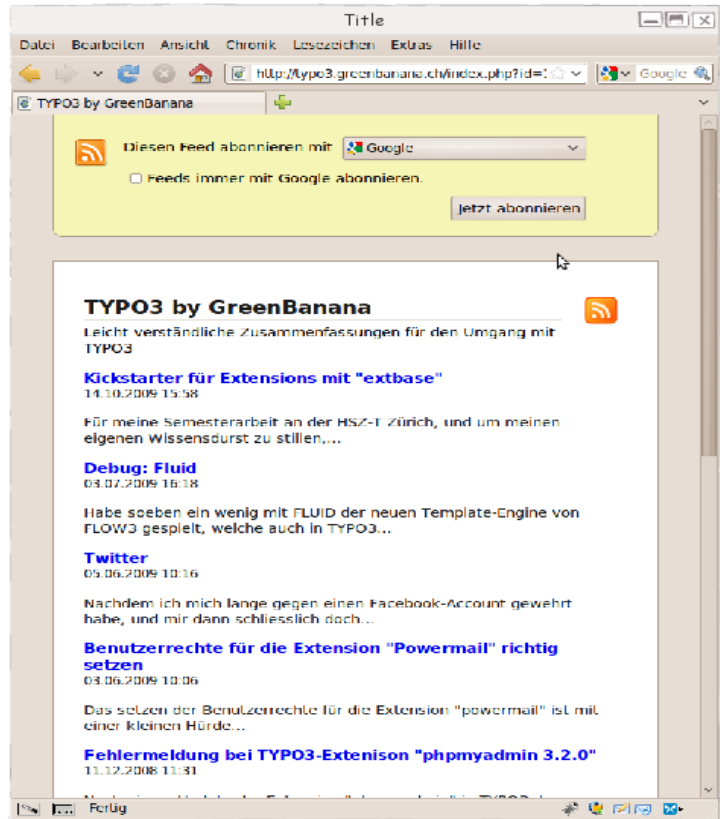 Title
Datei Bearbeiten Ansicht Chronik Lesezeichen Extras Hilfe
http://typo3.greenbanana.ch/index.php?id= Google
TYPO3 by GreenBanana
Diesen Feed abonnieren mit Google
Feeds immer mit Google abonnieren.
Jetzt abonnieren
TYPO3 by GreenBanana
Leicht verständliche Zusammenfassungen für den Umgang mit
TYPO3
Kickstarter für Extensions mit "extbase"
14.10.2009 15:58
Für meine Semesterarbeit an der HSZ-T Zürich, und um meinen
eigenen Wissensdurst zu stillen,...
Debug: Fluid
03.07.2009 16:18
Habe soeben ein wenig mit FLUID der neuen Template-Engine von
FLOW3 gespielt, welche auch in TYPO3...
Twitter
05.06.2009 10:16
Nachdem ich mich lange gegen einen Facebook-Account gewehrt
habe, und mir dann schliesslich doch...
Benutzerrechte für die Extension "Powermail" richtig
setzen
03.06.2009 10:06
Das setzen der Benutzerrechte für die Extension "powermail" ist mit
einer kleinen Hürde...
Fehlermeldung bei TYPO3-Extenison "phpmyadmin 3.2.0"
11.12.2008 11:31
Fertig